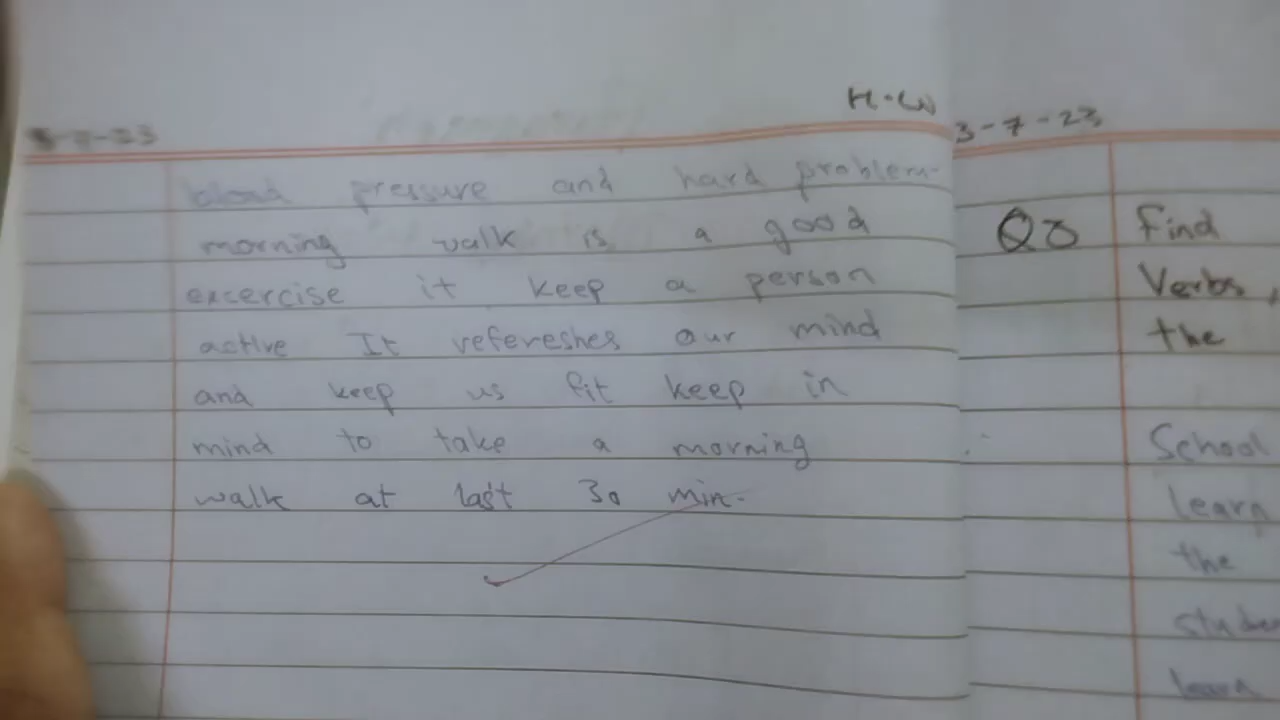 H.W
blood pressure and hard problem.
morning walk is a good
excercise it keep a person
active It refereshes our mind
and keep us fit keep in
mind to take a morning
walk at last 30 min.
3-7-23
Find
Verbs,
the
School
learn
the
learn